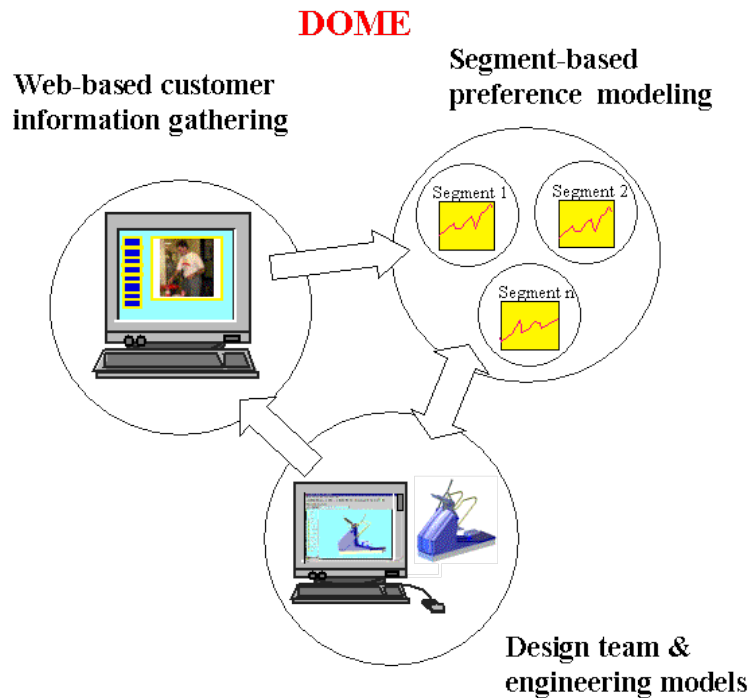 DOME
Web-based customer
information gathering
Segment-based
preference modeling
Segment 1
Segment 2
Segment n
Design team &
engineering models